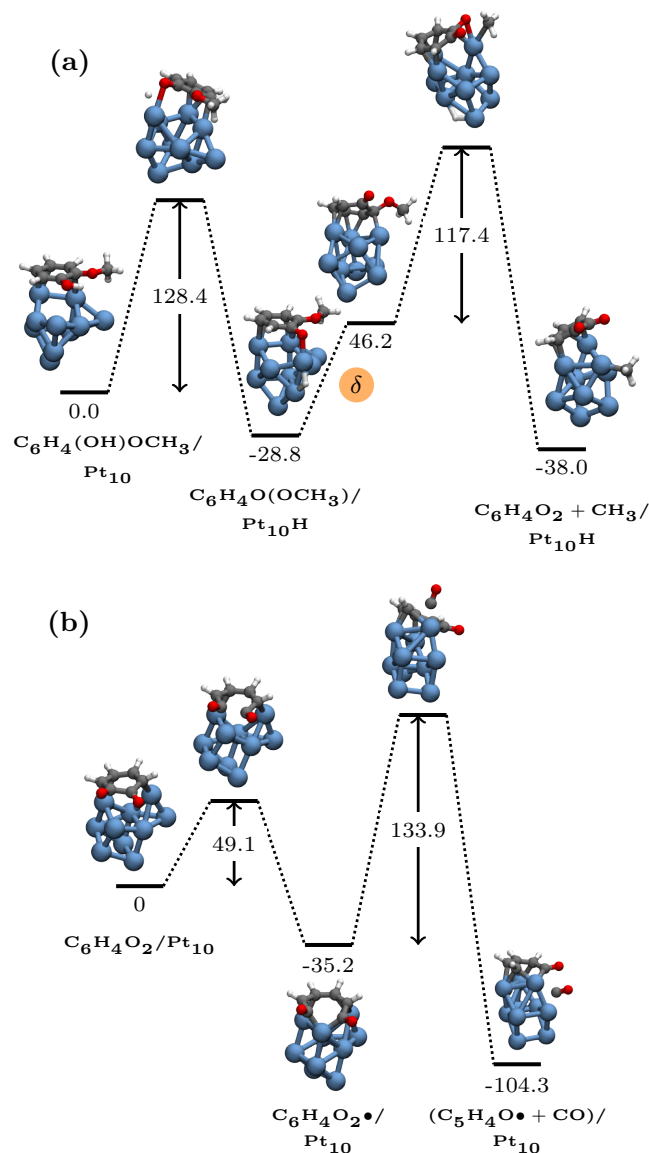 (a)
128.4
117.4
46.2
δ
0.0
-28.8
-38.0
C₆H₄(OH)OCH₃/
Pt₁₀
C₆H₄O(OCH₃)/
Pt₁₀H
C₆H₄O₂ + CH₃/
Pt₁₀H
(b)
49.1
133.9
0
-35.2
-104.3
C₆H₄O₂/Pt₁₀
C₆H₄O₂•/
Pt₁₀
(C₅H₄O• + CO)/
Pt₁₀